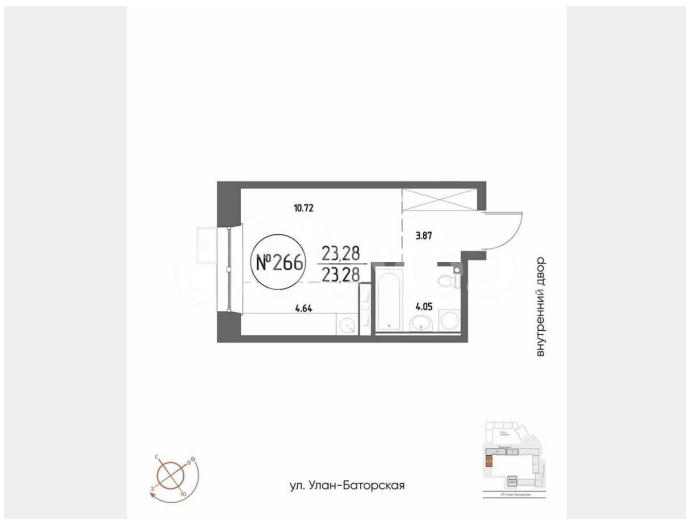 10.72
3.87
№266
23,28
23,28
4.64
4.05
внутренний двор
ул. Улан-Баторская
С
В
З
Ю